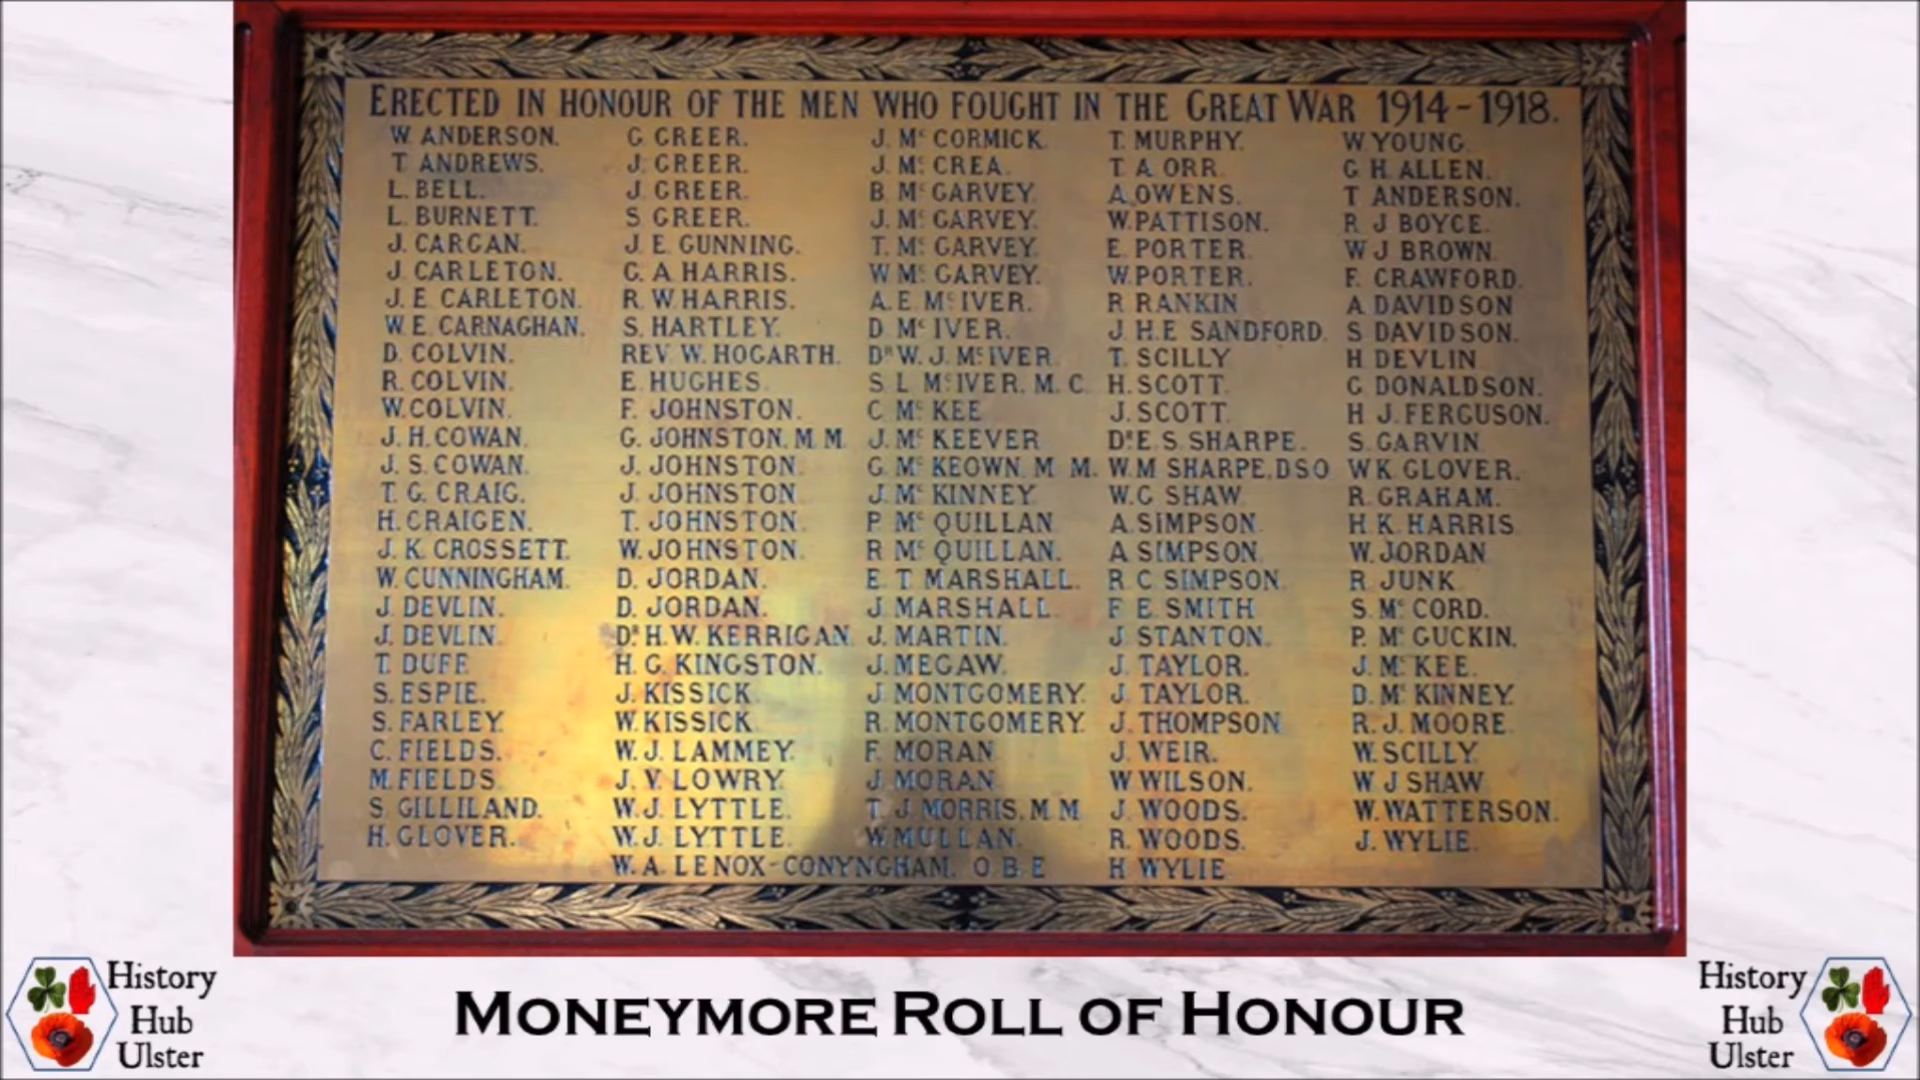 ERECTED IN HONOUR OF THE MEN WHO FOUGHT IN THE GREAT WAR 1914-1918.
W. ANDERSON. G. GREER. J. Mc CORMICK. T. MURPHY. W YOUNG.
T. ANDREWS. J. GREER. J. Mc CREA. T. A. ORR. G. H. ALLEN.
L. BELL. J. GREER. B. Mc GARVEY. A. OWENS. T ANDERSON.
L. BURNETT. S GREER. J. Mc GARVEY. W. PATTISON. R J BOYCE.
J. CARGAN. J. E. GUNNING. T. Mc GARVEY. E. PORTER. W J BROWN.
J. CARLETON. G. A HARRIS. W Mc GARVEY. W. PORTER. F. CRAWFORD.
J. E. CARLETON. R. W. HARRIS. A. E. Mc IVER. R RANKIN A DAVIDSON
W. E. CARNAGHAN. S. HARTLEY. D. Mc IVER. J. H. E SANDFORD. S DAVIDSON.
D. COLVIN. REV W. HOGARTH. Dr W. J. Mc IVER. T. SCILLY H DEVLIN
R. COLVIN. E. HUGHES. S. L. Mc IVER. M. C. H. SCOTT. G DONALDSON.
W. COLVIN. F. JOHNSTON. C. Mc KEE J. SCOTT. H J. FERGUSON.
J. H. COWAN. G. JOHNSTON. M. M. J. Mc KEEVER Dr E. S. SHARPE. S. GARVIN
J. S. COWAN. J. JOHNSTON. G. Mc KEOWN. M M. W. M SHARPE, DSO W K. GLOVER.
T. G. CRAIG. J. JOHNSTON. J. Mc KINNEY. W. G SHAW. R. GRAHAM.
H. CRAIGEN. T. JOHNSTON. P. Mc QUILLAN. A. SIMPSON. H. K. HARRIS
J. K. CROSSETT. W. JOHNSTON. R Mc QUILLAN. A SIMPSON. W. JORDAN
W. CUNNINGHAM. D. JORDAN. E. T. MARSHALL. R. C SIMPSON. R. JUNK.
J. DEVLIN. D. JORDAN. J. MARSHALL. F. E. SMITH S. Mc CORD.
J. DEVLIN. Dr H. W. KERRIGAN. J. MARTIN. J. STANTON. P. Mc GUCKIN.
T. DUFF. H. G. KINGSTON. J. MEGAW. J. TAYLOR. J. Mc KEE.
S. ESPIE. J. KISSICK. J. MONTGOMERY. J. TAYLOR. D. Mc KINNEY.
S. FARLEY. W. KISSICK. R. MONTGOMERY. J. THOMPSON. R. J. MOORE.
C. FIELDS. W. J. LAMMEY. F. MORAN. J. WEIR. W. SCILLY.
M. FIELDS. J. V. LOWRY. J. MORAN. W WILSON. W J SHAW
S GILLILAND. W. J. LYTTLE. T. J MORRIS. M M J. WOODS. W. WATTERSON.
H. GLOVER. W. J. LYTTLE. W. MULLAN. R. WOODS. J. WYLIE.
W. A. LENOX-CONYNGHAM. O B E H WYLIE
History Hub Ulster
MONEYMORE ROLL OF HONOUR
History Hub Ulster